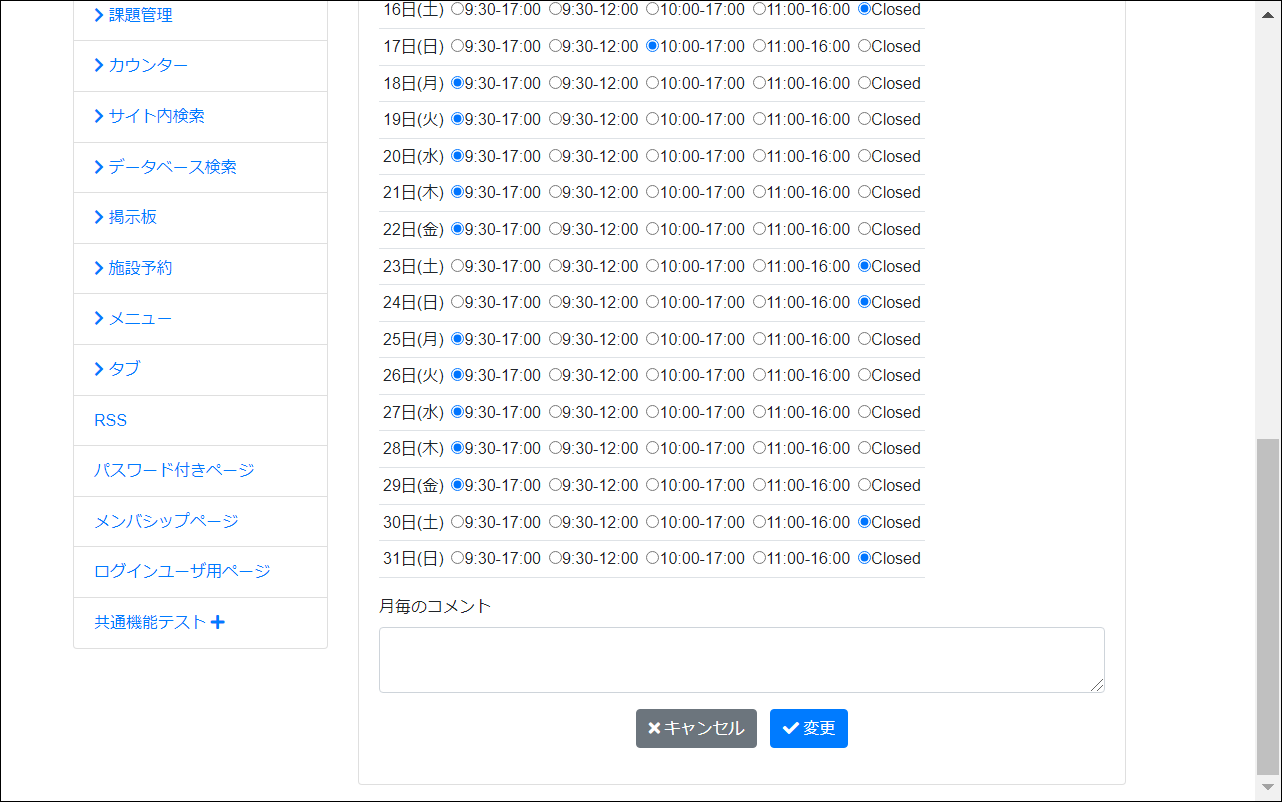 課題管理
カウンター
サイト内検索
データベース検索
掲示板
施設予約
メニュー
タブ
RSS
パスワード付きページ
メンバシップページ
ログインユーザ用ページ
共通機能テスト
16日(土) 9:30-17:00 9:30-12:00 10:00-17:00 11:00-16:00 Closed
17日(日) 9:30-17:00 9:30-12:00 10:00-17:00 11:00-16:00 Closed
18日(月) 9:30-17:00 9:30-12:00 10:00-17:00 11:00-16:00 Closed
19日(火) 9:30-17:00 9:30-12:00 10:00-17:00 11:00-16:00 Closed
20日(水) 9:30-17:00 9:30-12:00 10:00-17:00 11:00-16:00 Closed
21日(木) 9:30-17:00 9:30-12:00 10:00-17:00 11:00-16:00 Closed
22日(金) 9:30-17:00 9:30-12:00 10:00-17:00 11:00-16:00 Closed
23日(土) 9:30-17:00 9:30-12:00 10:00-17:00 11:00-16:00 Closed
24日(日) 9:30-17:00 9:30-12:00 10:00-17:00 11:00-16:00 Closed
25日(月) 9:30-17:00 9:30-12:00 10:00-17:00 11:00-16:00 Closed
26日(火) 9:30-17:00 9:30-12:00 10:00-17:00 11:00-16:00 Closed
27日(水) 9:30-17:00 9:30-12:00 10:00-17:00 11:00-16:00 Closed
28日(木) 9:30-17:00 9:30-12:00 10:00-17:00 11:00-16:00 Closed
29日(金) 9:30-17:00 9:30-12:00 10:00-17:00 11:00-16:00 Closed
30日(土) 9:30-17:00 9:30-12:00 10:00-17:00 11:00-16:00 Closed
31日(日) 9:30-17:00 9:30-12:00 10:00-17:00 11:00-16:00 Closed
月毎のコメント
キャンセル
変更